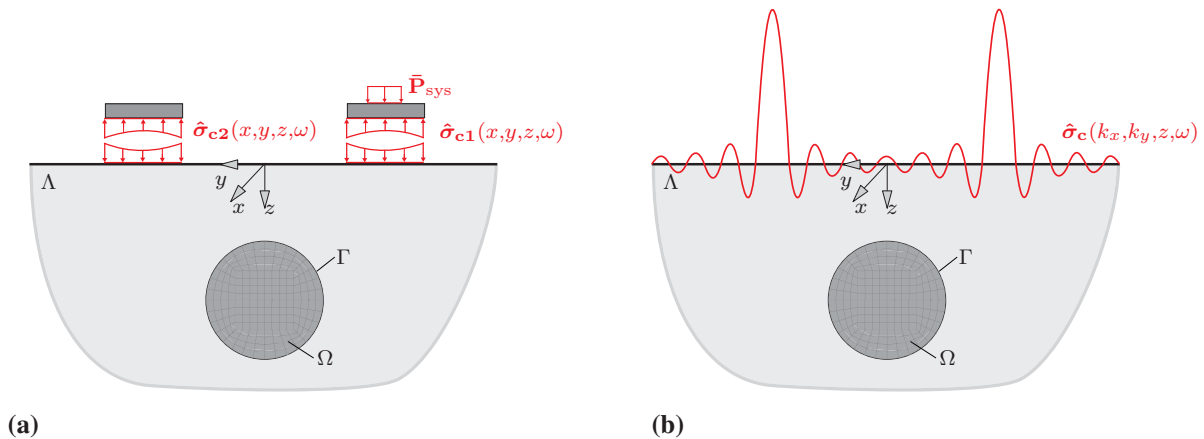 P̄sys
σ̂c2(x,y,z,ω)
σ̂c1(x,y,z,ω)
Λ
y
x
z
Γ
Ω
(a)
σ̂c(kx,ky,z,ω)
Λ
y
x
z
Γ
Ω
(b)